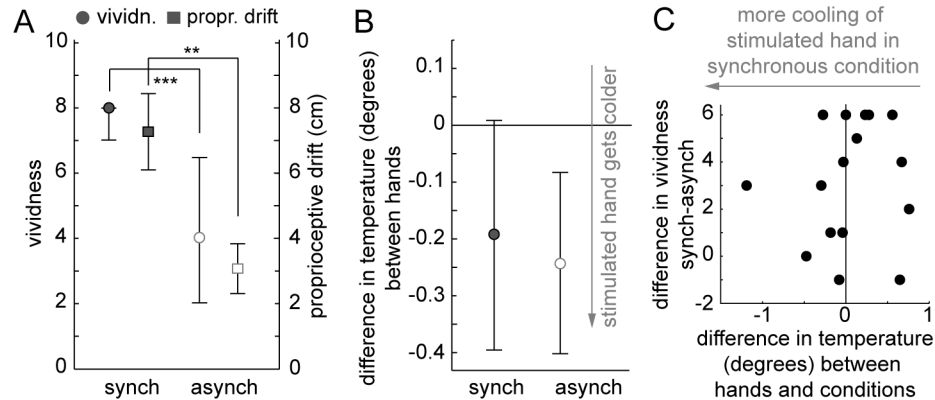 A
vividn.
propr. drift
10
8
6
4
2
0
vividness
**
***
10
8
6
4
2
0
proprioceptive drift (cm)
synch
asynch
B
0.1
0
-0.1
-0.2
-0.3
-0.4
difference in temperature (degrees)
between hands
stimulated hand gets colder
synch
asynch
C
more cooling of
stimulated hand in
synchronous condition
6
4
2
0
-2
difference in vividness
synch-asynch
-1
0
1
difference in temperature
(degrees) between
hands and conditions